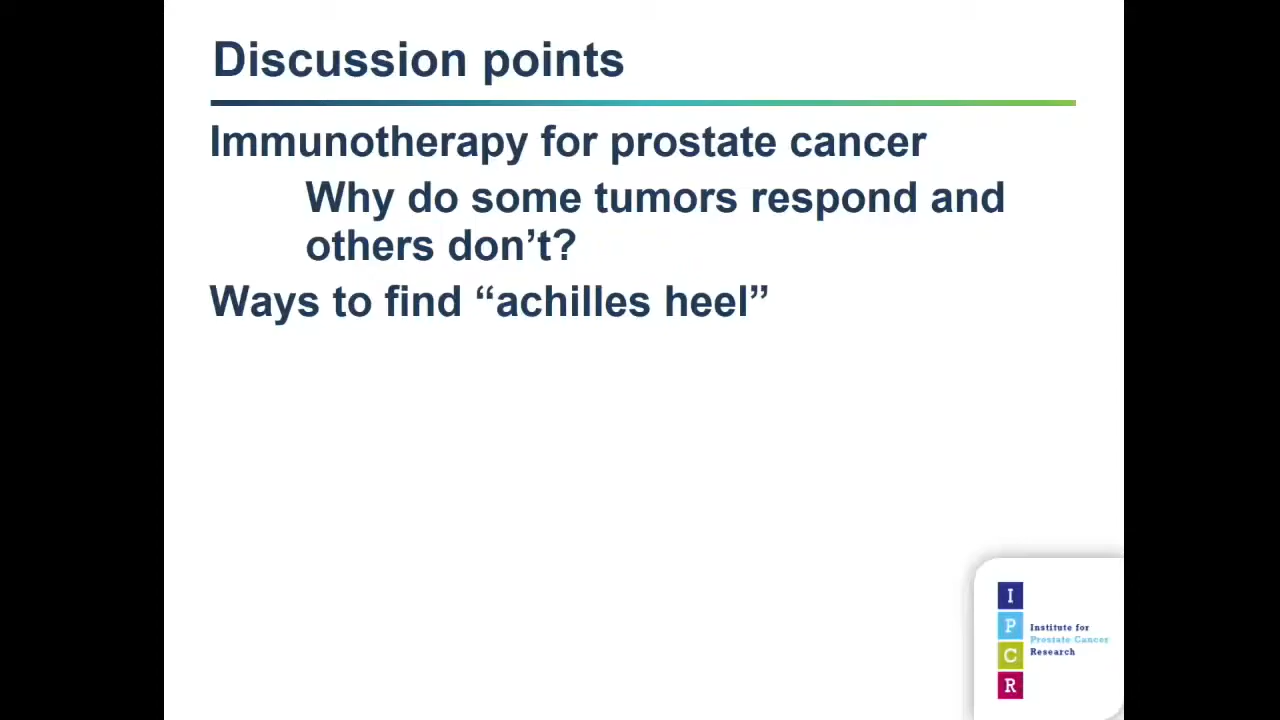 Discussion points
Immunotherapy for prostate cancer
Why do some tumors respond and
others don’t?
Ways to find “achilles heel”
I
P
C
R
Institute for
Prostate Cancer
Research